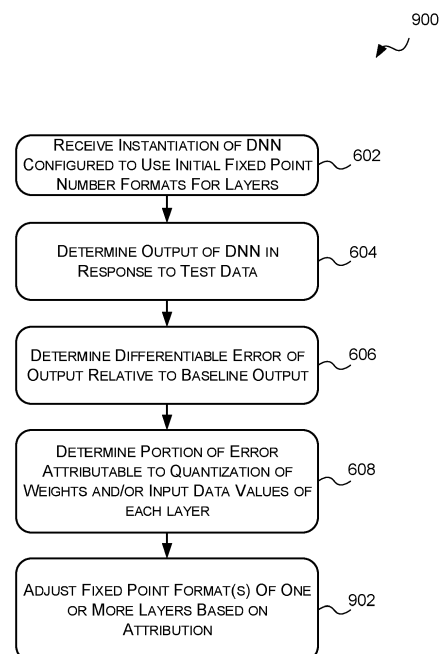 900
RECEIVE INSTANTIATION OF DNN
CONFIGURED TO USE INITIAL FIXED POINT
NUMBER FORMATS FOR LAYERS
602
DETERMINE OUTPUT OF DNN IN
RESPONSE TO TEST DATA
604
DETERMINE DIFFERENTIABLE ERROR OF
OUTPUT RELATIVE TO BASELINE OUTPUT
606
DETERMINE PORTION OF ERROR
ATTRIBUTABLE TO QUANTIZATION OF
WEIGHTS AND/OR INPUT DATA VALUES OF
EACH LAYER
608
ADJUST FIXED POINT FORMAT(S) OF ONE
OR MORE LAYERS BASED ON
ATTRIBUTION
902